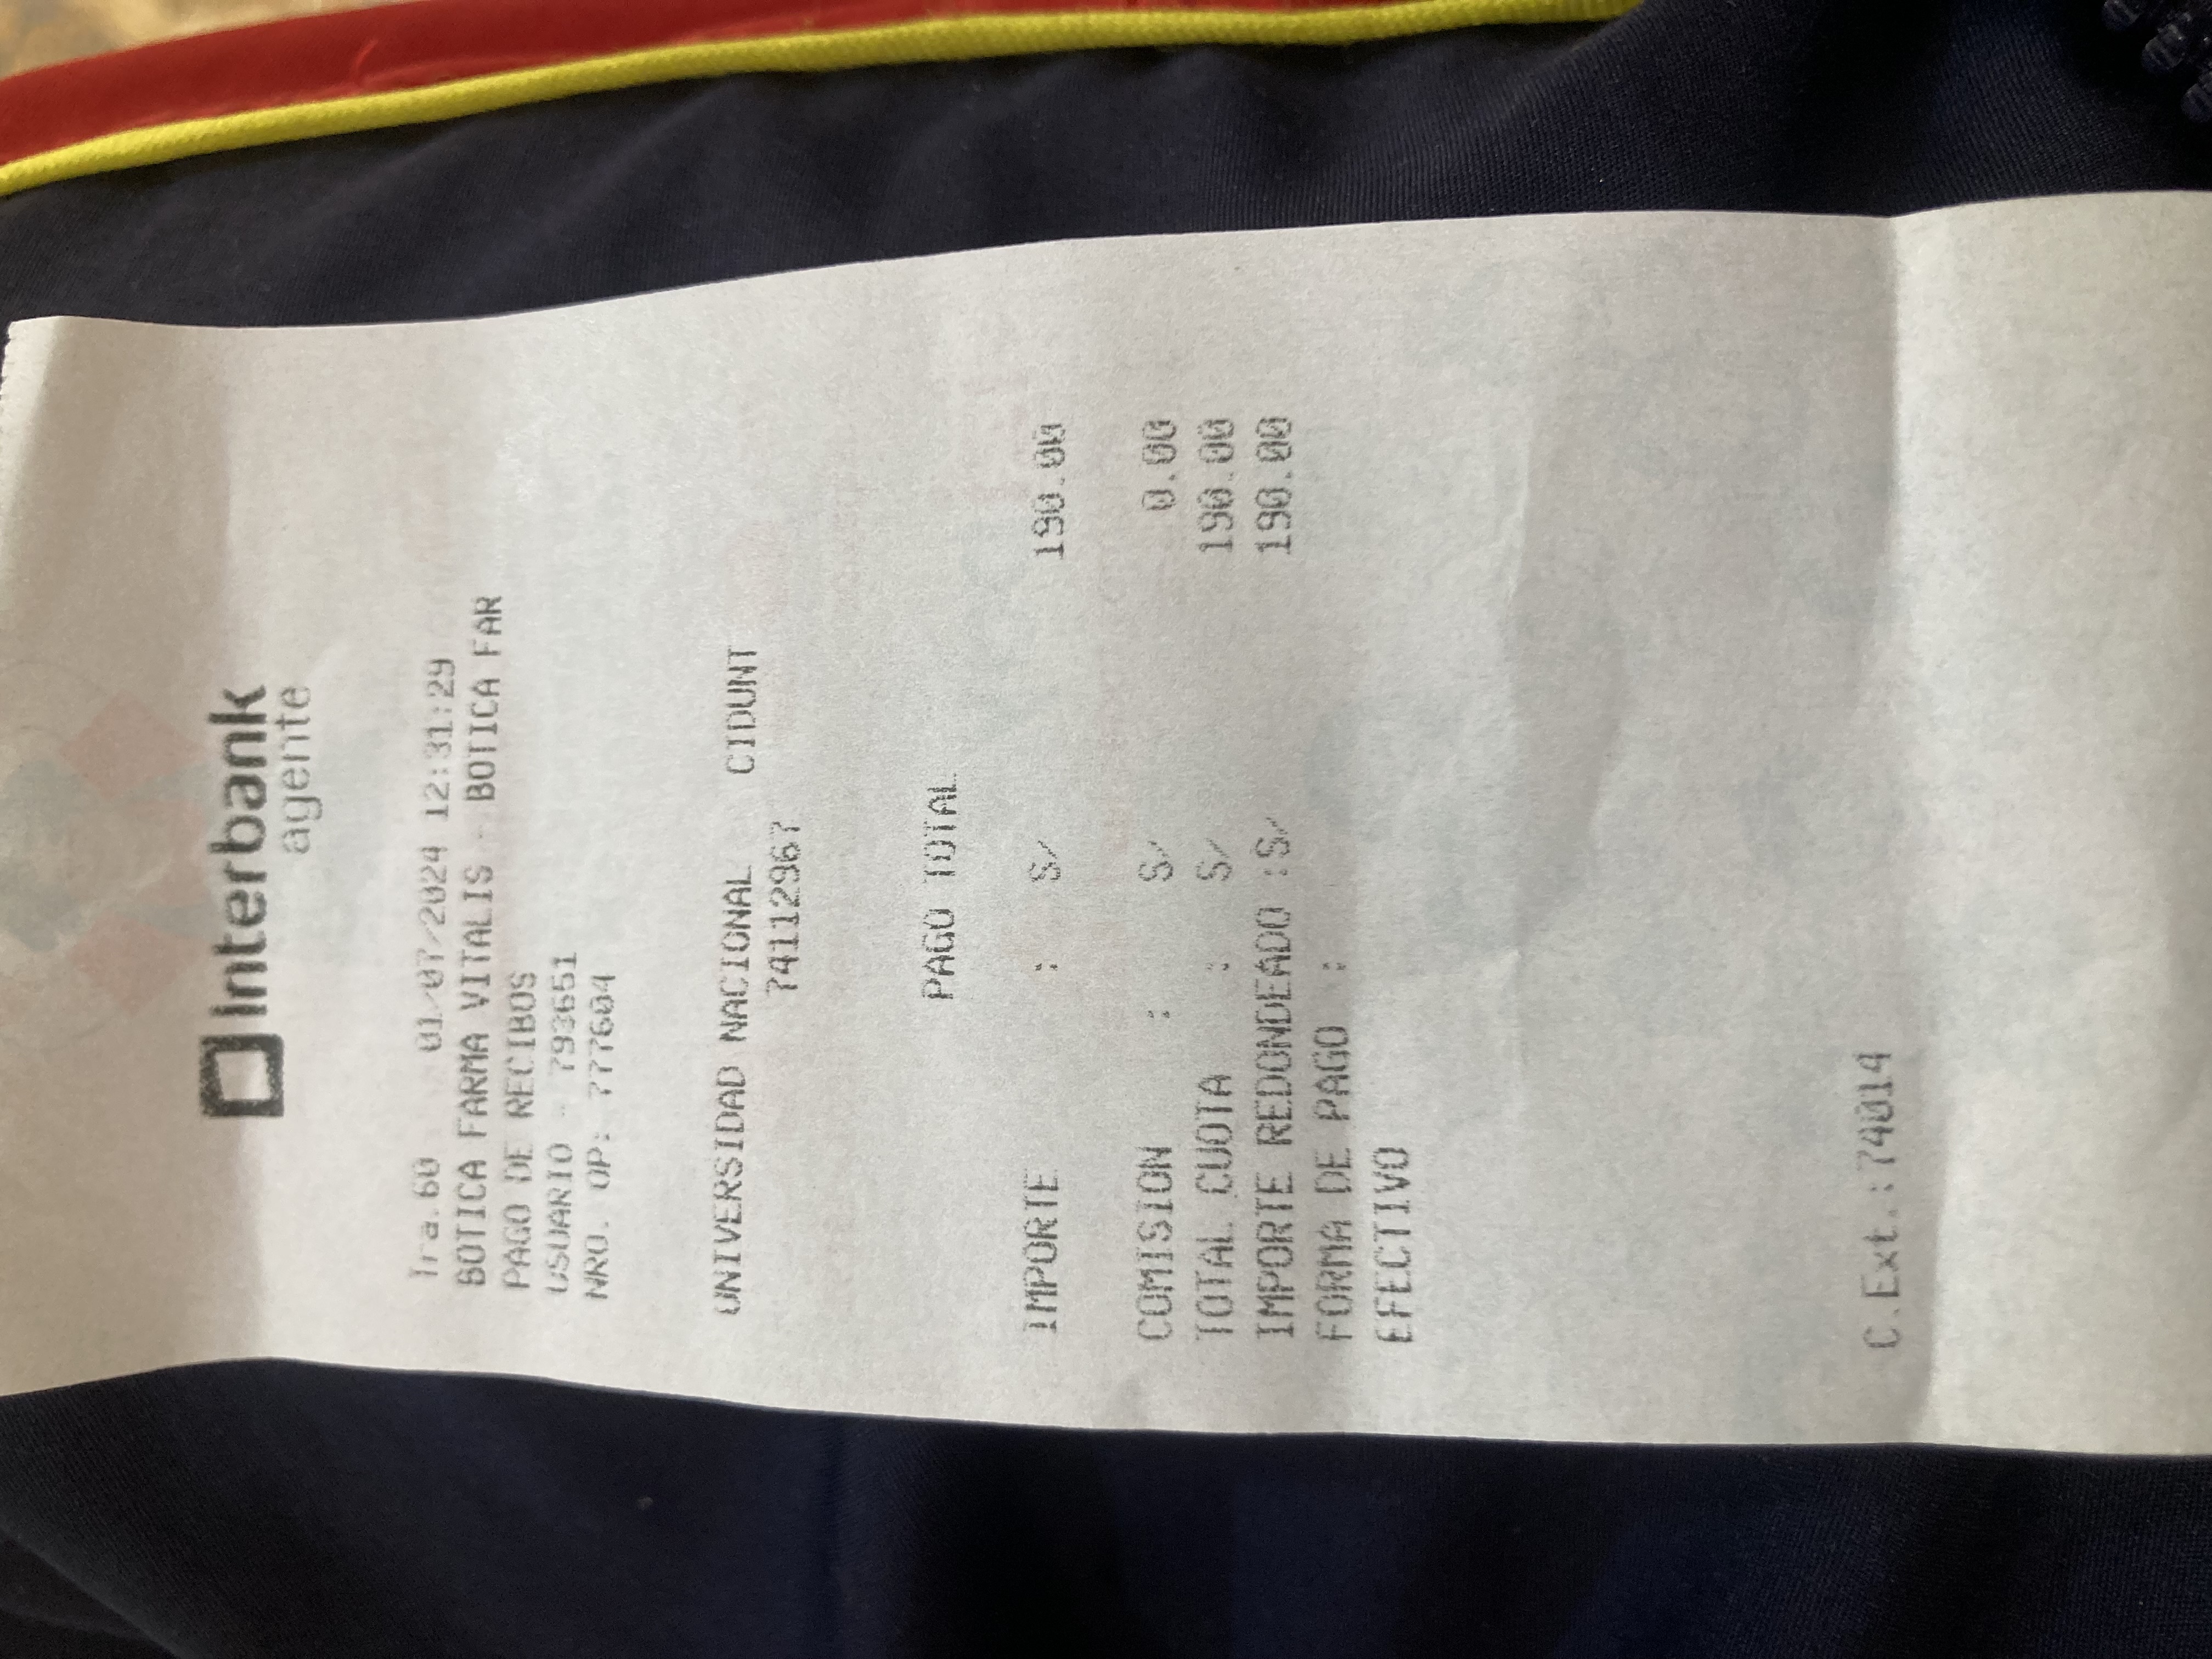 interbank
agente
Tra.60 01/07/2024 12:31:29
BOTICA FARMA VITALIS - BOTICA FAR
PAGO DE RECIBOS
USUARIO - 793651
NRO. OP: 777604
UNIVERSIDAD NACIONAL CIDUNT
74112967
PAGO TOTAL
IMPORTE : S/ 190.00
COMISION : S/ 0.00
TOTAL CUOTA : S/ 190.00
IMPORTE REDONDEADO :S/ 190.00
FORMA DE PAGO :
EFECTIVO
C.Ext.:74014